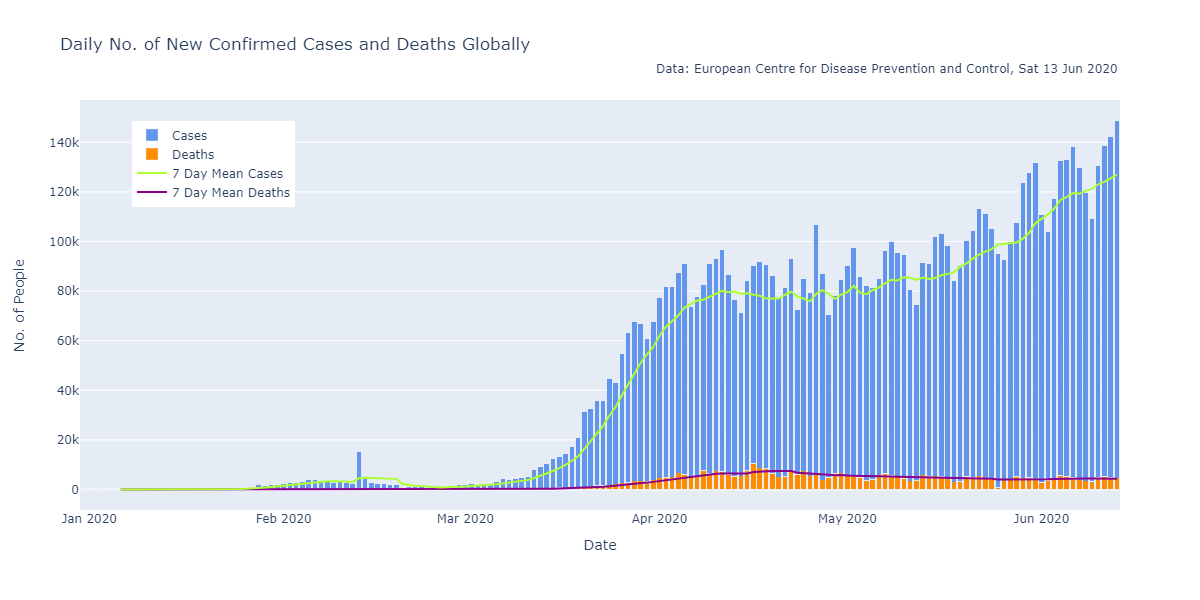 Daily No. of New Confirmed Cases and Deaths Globally
Data: European Centre for Disease Prevention and Control, Sat 13 Jun 2020
Cases
Deaths
7 Day Mean Cases
7 Day Mean Deaths
140k
120k
100k
80k
60k
40k
20k
0
No. of People
Jan 2020
Feb 2020
Mar 2020
Apr 2020
May 2020
Jun 2020
Date